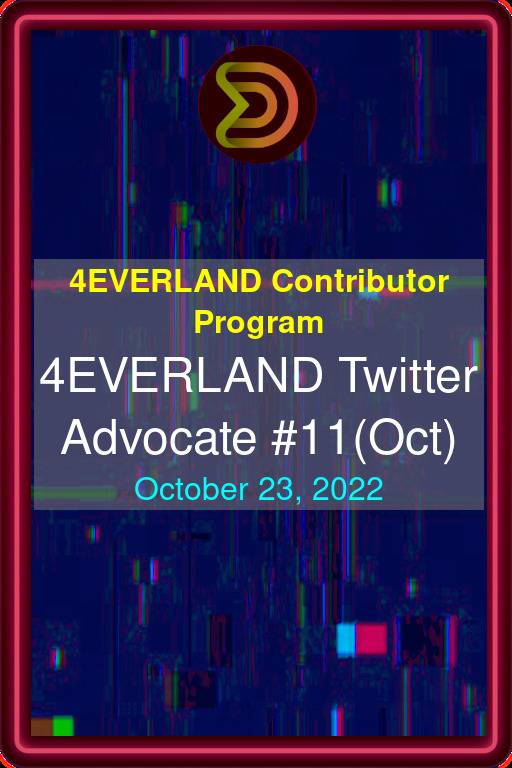 4EVERLAND Contributor
Program
4EVERLAND Twitter
Advocate #11(Oct)
October 23, 2022